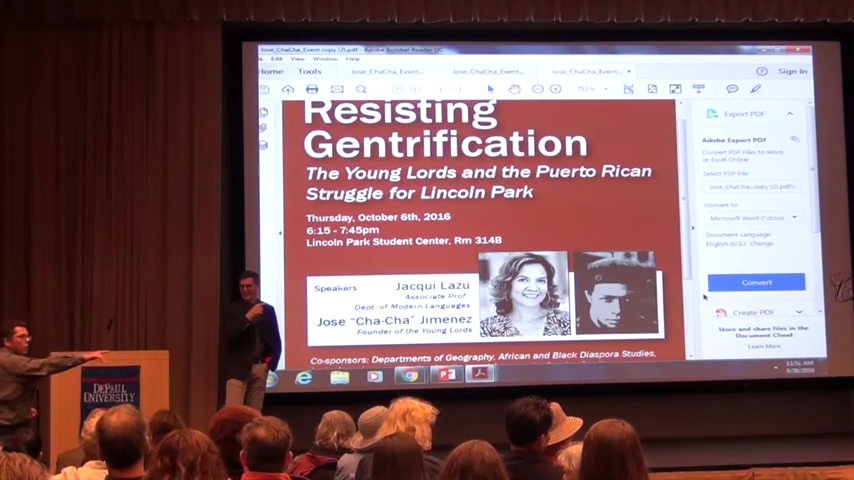 Jose_ChaCha_Event copy (2).pdf - Adobe Acrobat Reader DC
Edit View Window Help
Home Tools Jose_ChaCha_Event... Jose_ChaCha_Event... Jose_ChaCha_Event... × Sign In
Resisting
Gentrification
The Young Lords and the Puerto Rican
Struggle for Lincoln Park
Thursday, October 6th, 2016
6:15 - 7:45pm
Lincoln Park Student Center, Rm 314B
Speakers: Jacqui Lazu
Associate Prof.
Dept. of Modern Languages
Jose "Cha-Cha" Jimenez
Founder of the Young Lords
Co-sponsors: Departments of Geography, African and Black Diaspora Studies,
Export PDF
Adobe Export PDF
Convert PDF Files to Word
or Excel Online
Select PDF File:
Jose_ChaCha_...copy (2).pdf
Convert to:
Microsoft Word (*.docx)
Document Language:
English (U.S.) Change
Convert
Create PDF
Store and share files in the
Document Cloud
Learn More
DEPAUL
UNIVERSITY